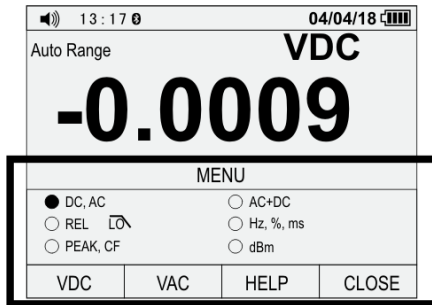 13:17 04/04/18
Auto Range VDC
-0.0009
MENU
DC, AC AC+DC
REL LO Hz, %, ms
PEAK, CF dBm
VDC VAC HELP CLOSE